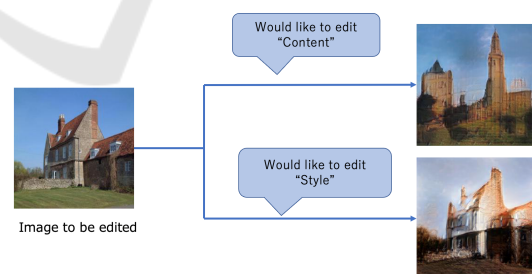 Would like to edit
“Content”
Would like to edit
“Style”
Image to be edited